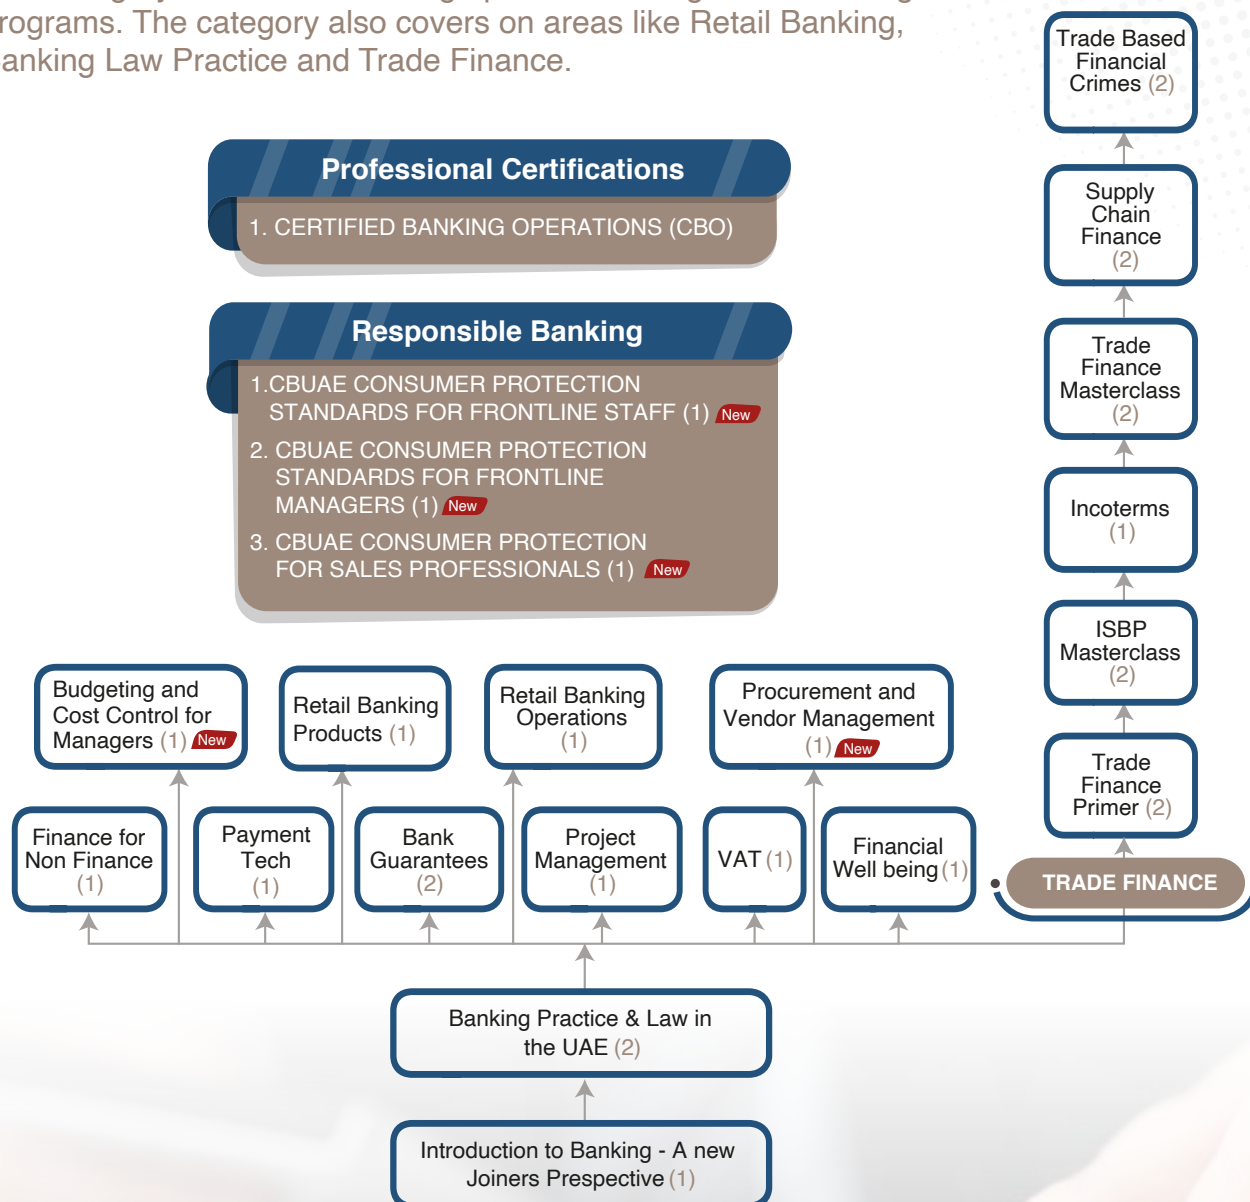 rograms. The category also covers on areas like Retail Banking,
anking Law Practice and Trade Finance.
Professional Certifications
1. CERTIFIED BANKING OPERATIONS (CBO)
Responsible Banking
1.CBUAE CONSUMER PROTECTION
STANDARDS FOR FRONTLINE STAFF (1) New
2. CBUAE CONSUMER PROTECTION
STANDARDS FOR FRONTLINE
MANAGERS (1) New
3. CBUAE CONSUMER PROTECTION
FOR SALES PROFESSIONALS (1) New
Trade Based
Financial
Crimes (2)
Supply
Chain
Finance
(2)
Trade
Finance
Masterclass
(2)
Incoterms
(1)
ISBP
Masterclass
(2)
Trade
Finance
Primer (2)
TRADE FINANCE
Budgeting and
Cost Control for
Managers (1) New
Retail Banking
Products (1)
Retail Banking
Operations
(1)
Procurement and
Vendor Management
(1) New
Finance for
Non Finance
(1)
Payment
Tech
(1)
Bank
Guarantees
(2)
Project
Management
(1)
VAT (1)
Financial
Well being (1)
Banking Practice & Law in
the UAE (2)
Introduction to Banking - A new
Joiners Prespective (1)